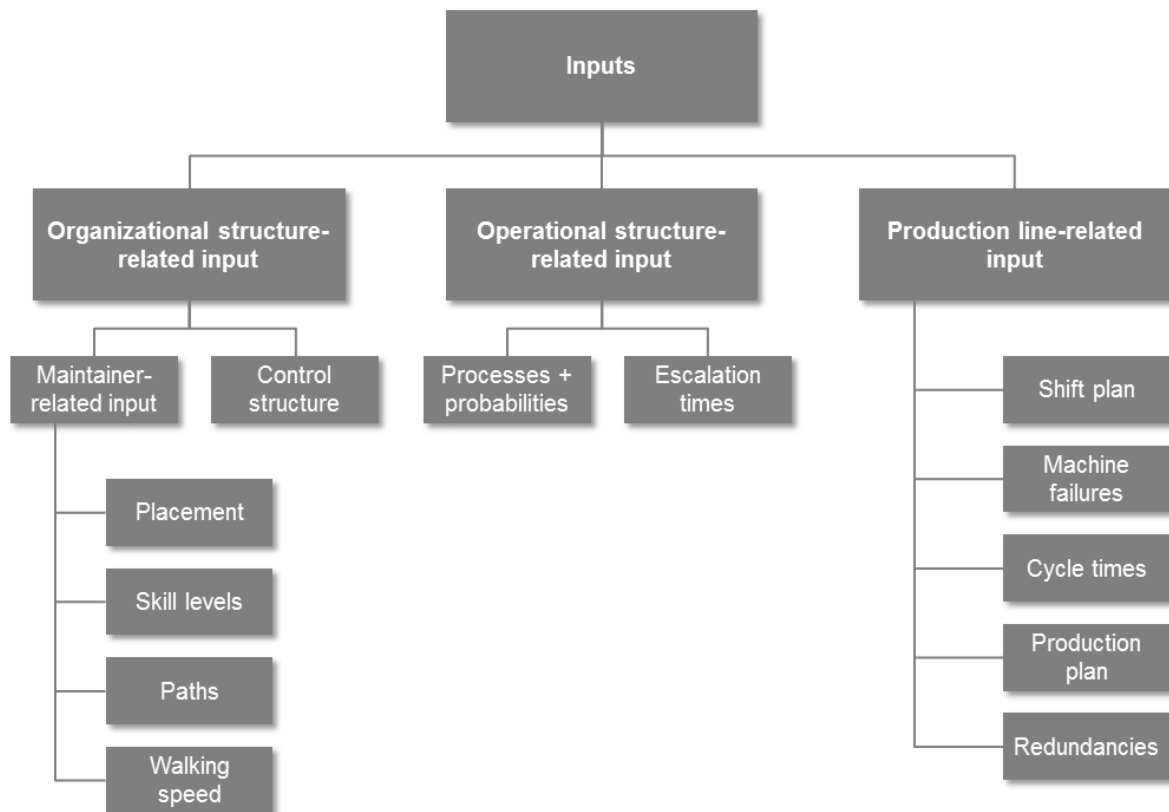 Inputs
Organizational structure-
related input
Operational structure-
related input
Production line-related
input
Maintainer-
related input
Control
structure
Processes +
probabilities
Escalation
times
Shift plan
Machine
failures
Cycle times
Production
plan
Redundancies
Placement
Skill levels
Paths
Walking
speed